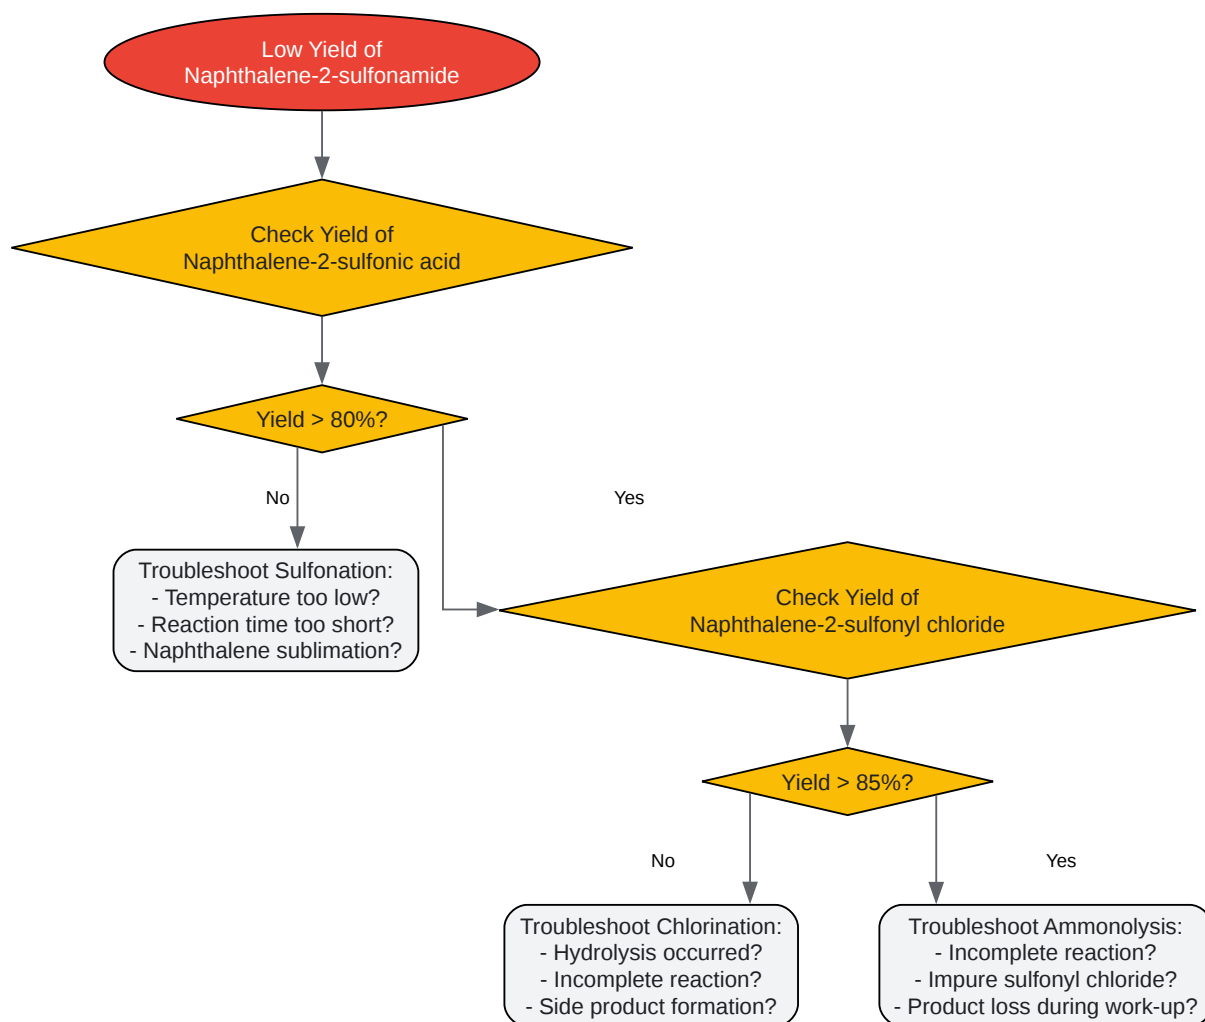 Low Yield of
Naphthalene-2-sulfonamide
Check Yield of
Naphthalene-2-sulfonic acid
Yield > 80%?
No
Yes
Troubleshoot Sulfonation:
- Temperature too low?
- Reaction time too short?
- Naphthalene sublimation?
Check Yield of
Naphthalene-2-sulfonyl chloride
Yield > 85%?
No
Yes
Troubleshoot Chlorination:
- Hydrolysis occurred?
- Incomplete reaction?
- Side product formation?
Troubleshoot Ammonolysis:
- Incomplete reaction?
- Impure sulfonyl chloride?
- Product loss during work-up?